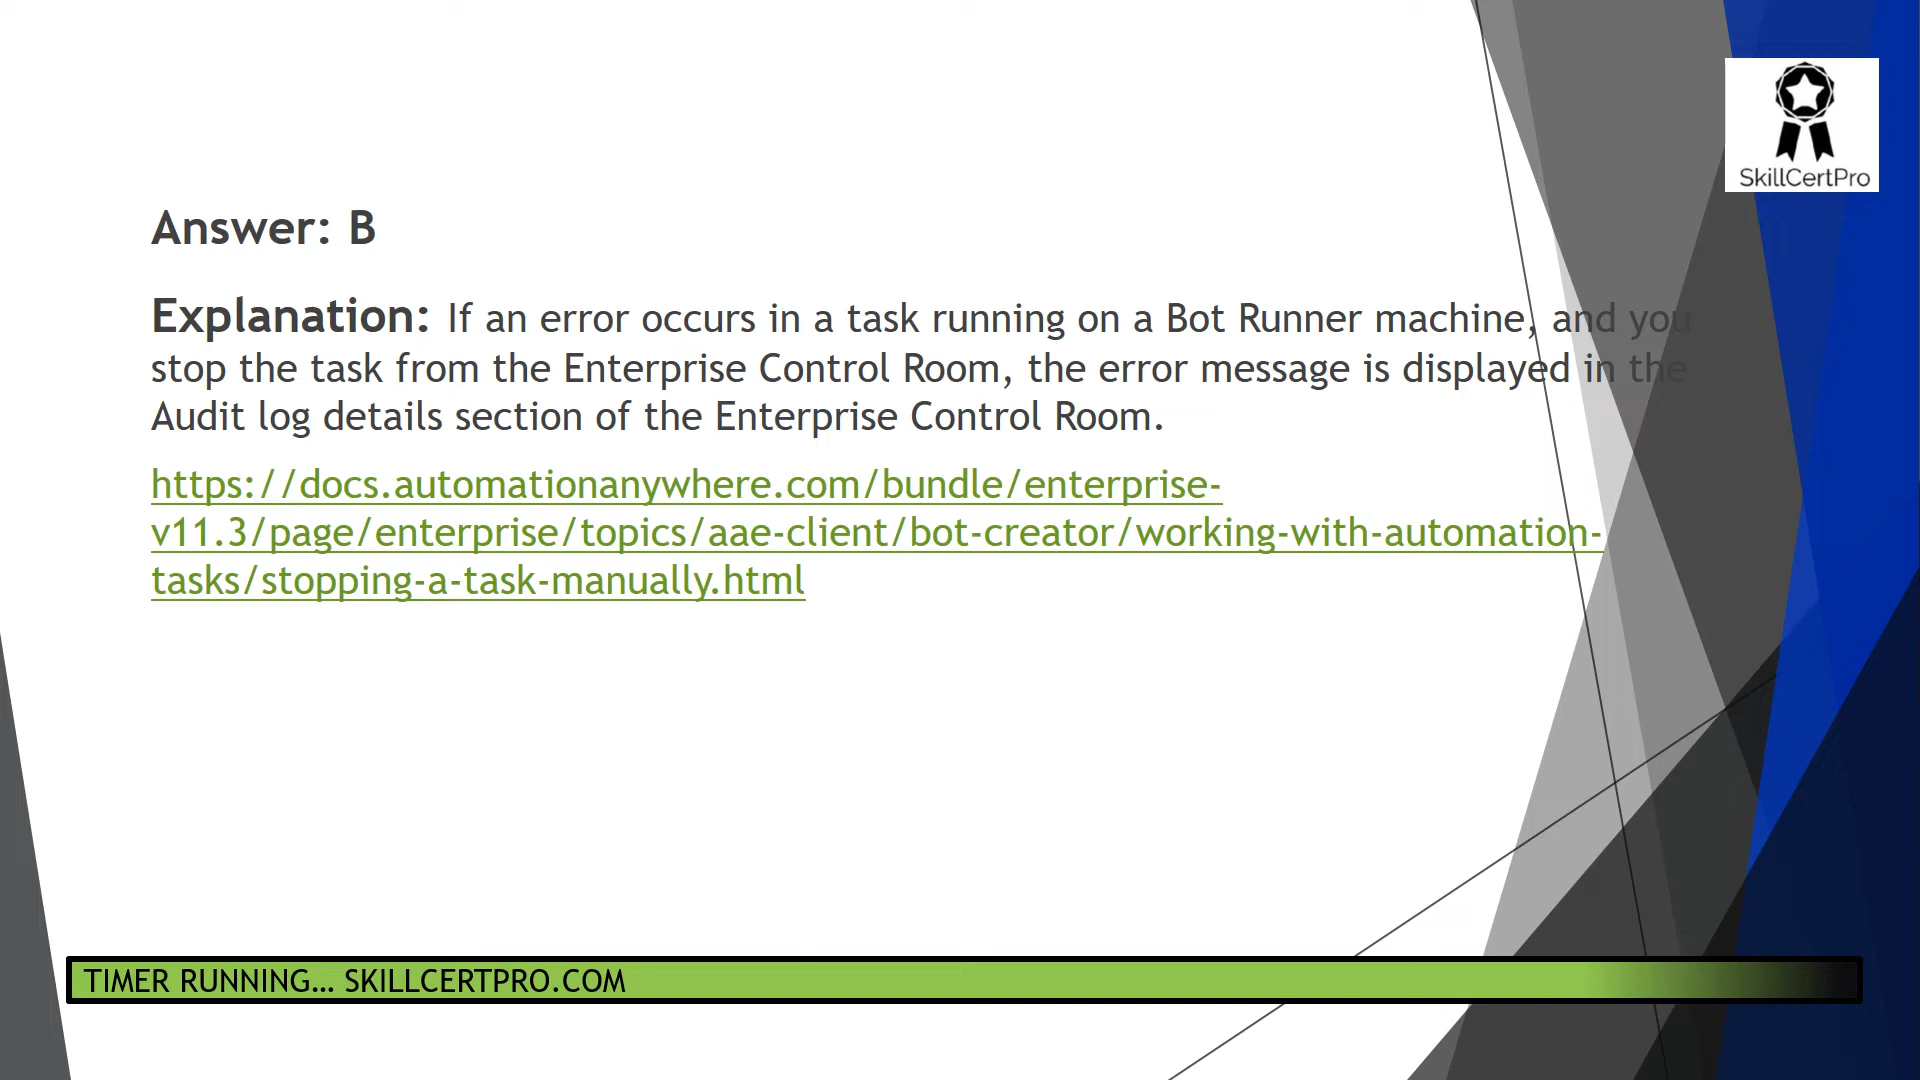 SkillCertPro
Answer: B
Explanation: If an error occurs in a task running on a Bot Runner machine, and you
stop the task from the Enterprise Control Room, the error message is displayed in the
Audit log details section of the Enterprise Control Room.
https://docs.automationanywhere.com/bundle/enterprise-
v11.3/page/enterprise/topics/aae-client/bot-creator/working-with-automation-
tasks/stopping-a-task-manually.html
TIMER RUNNING... SKILLCERTPRO.COM